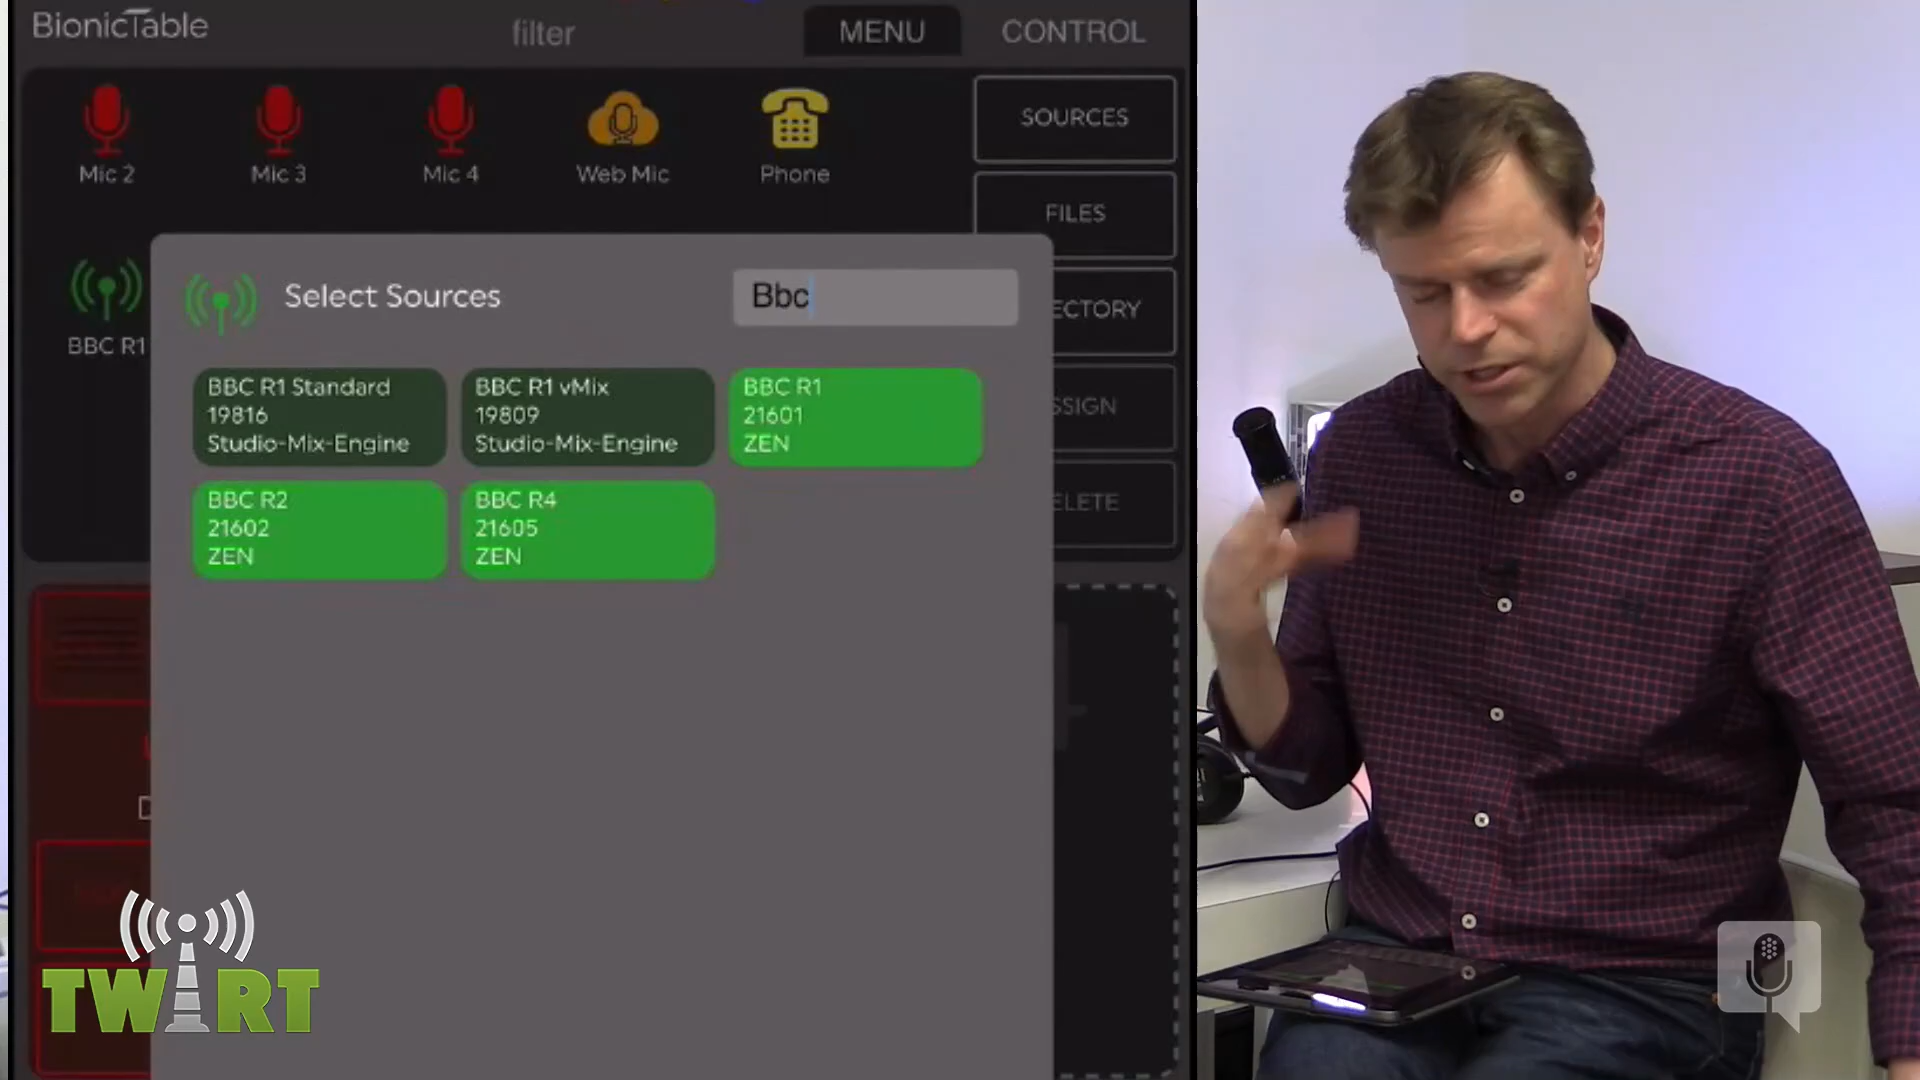 BionicTable
filter
MENU
CONTROL
Mic 2
Mic 3
Mic 4
Web Mic
Phone
SOURCES
FILES
BBC R1
Select Sources
Bbc
ECTORY
SSIGN
ELETE
BBC R1 Standard
19816
Studio-Mix-Engine
BBC R1 vMix
19809
Studio-Mix-Engine
BBC R1
21601
ZEN
BBC R2
21602
ZEN
BBC R4
21605
ZEN
TWiRT